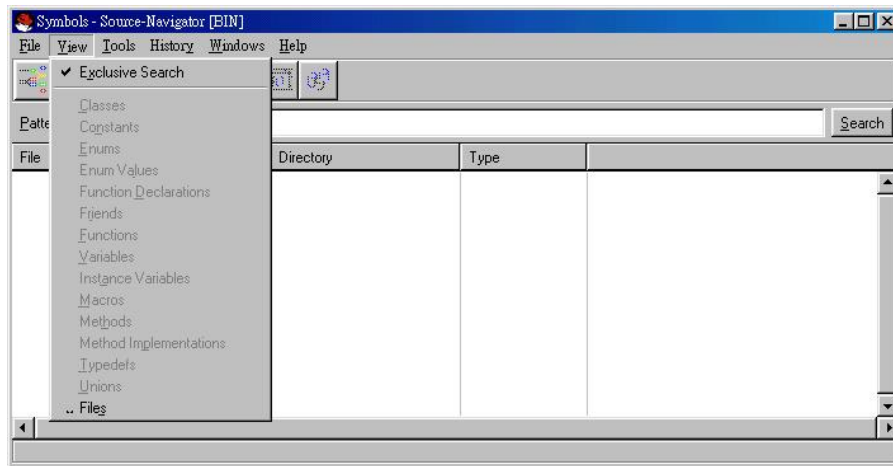 Symbols - Source-Navigator [BIN]
File View Tools History Windows Help
Exclusive Search
Classes
Constants
Enums
Enum Values
Function Declarations
Friends
Functions
Variables
Instance Variables
Macros
Methods
Method Implementations
Typedefs
Unions
Files
Patte
Search
File Directory Type